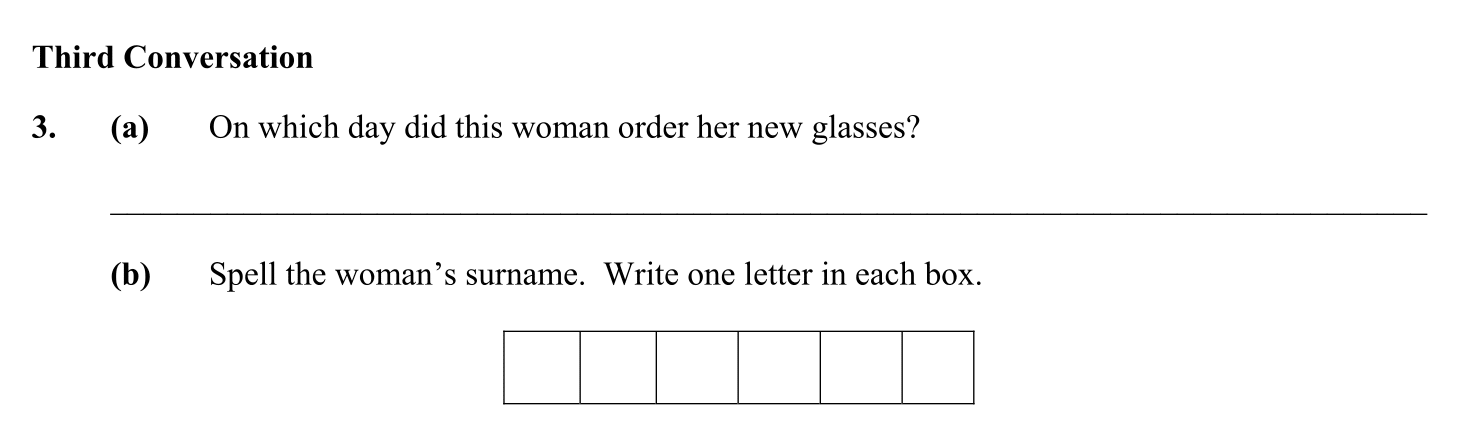 Third Conversation
3. (a) On which day did this woman order her new glasses?
(b) Spell the woman’s surname. Write one letter in each box.